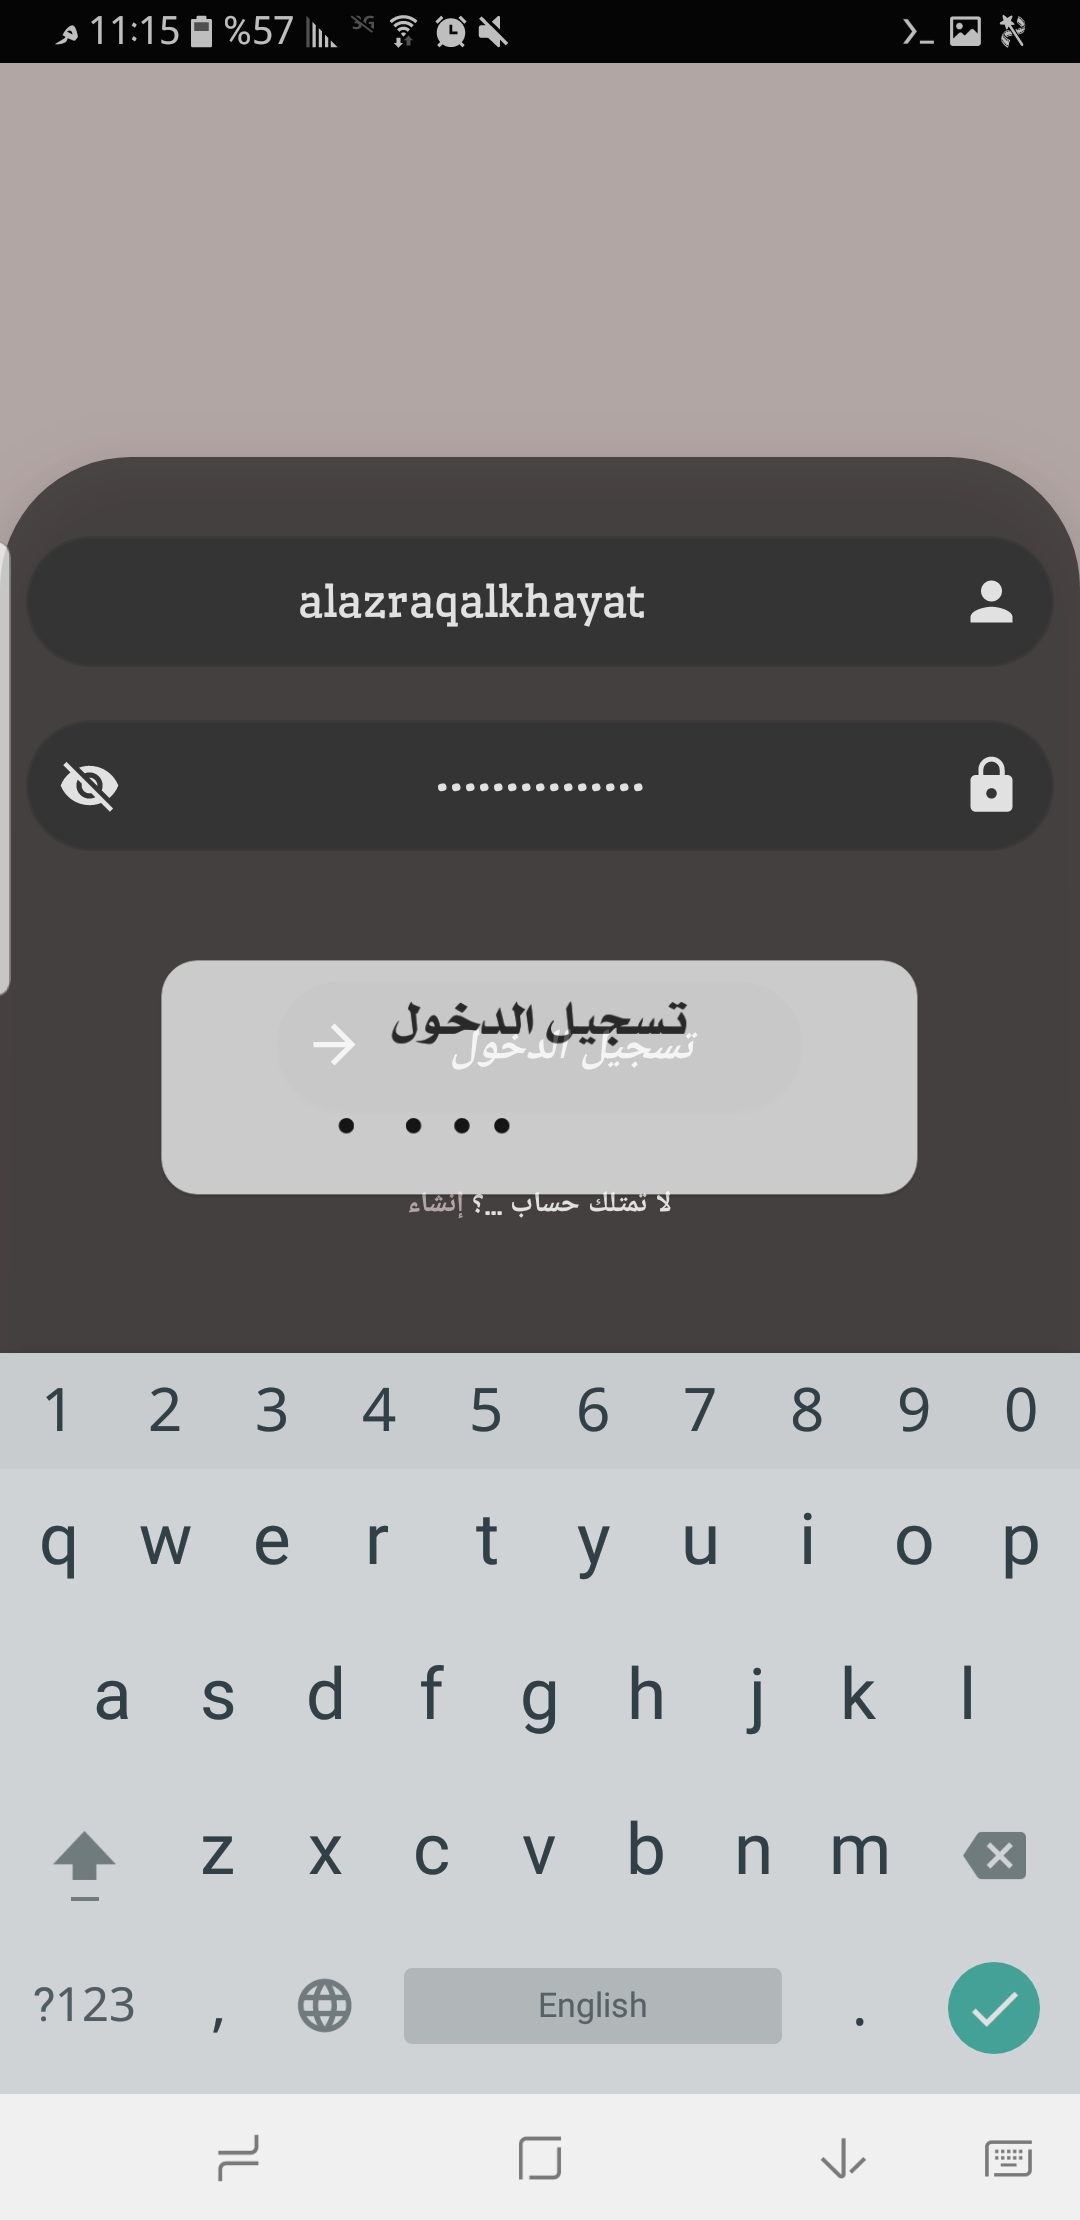 11:15 م %57 3G
alazraqalkhayat
••••••••••••••
تسجيل الدخول
تسجيل الدخول
لا تمتلك حساب ...؟ إنشاء
1 2 3 4 5 6 7 8 9 0
q w e r t y u i o p
a s d f g h j k l
z x c v b n m
?123 , English .